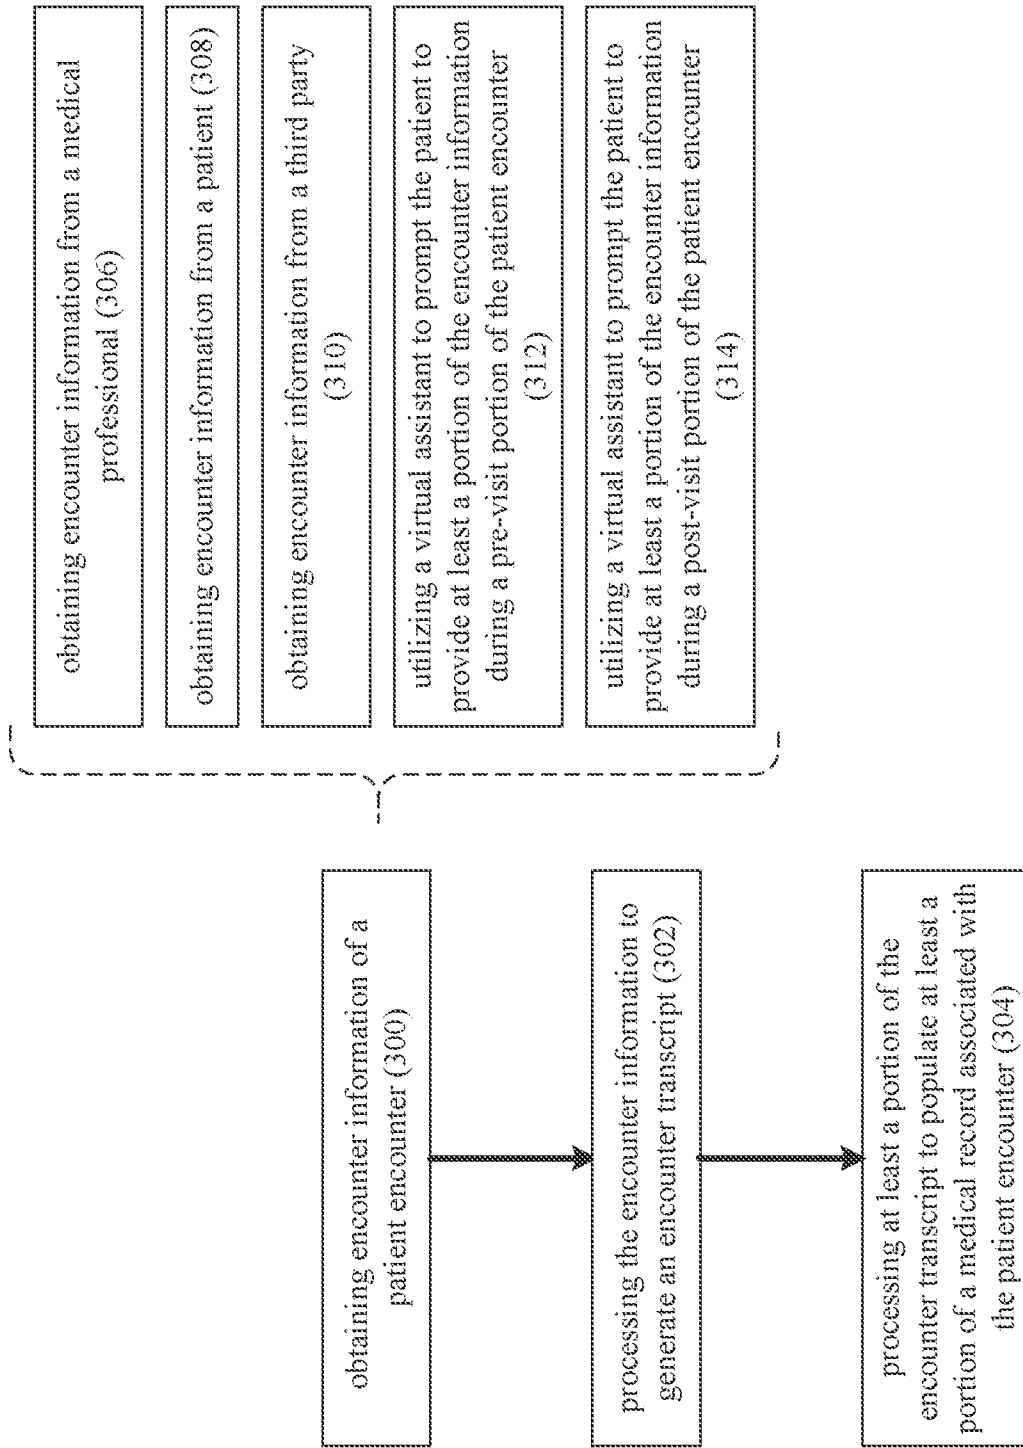 obtaining encounter information of a
patient encounter (300)
processing the encounter information to
generate an encounter transcript (302)
processing at least a portion of the
encounter transcript to populate at least a
portion of a medical record associated with
the patient encounter (304)
obtaining encounter information from a medical
professional (306)
obtaining encounter information from a patient (308)
obtaining encounter information from a third party
(310)
utilizing a virtual assistant to prompt the patient to
provide at least a portion of the encounter information
during a pre-visit portion of the patient encounter
(312)
utilizing a virtual assistant to prompt the patient to
provide at least a portion of the encounter information
during a post-visit portion of the patient encounter
(314)